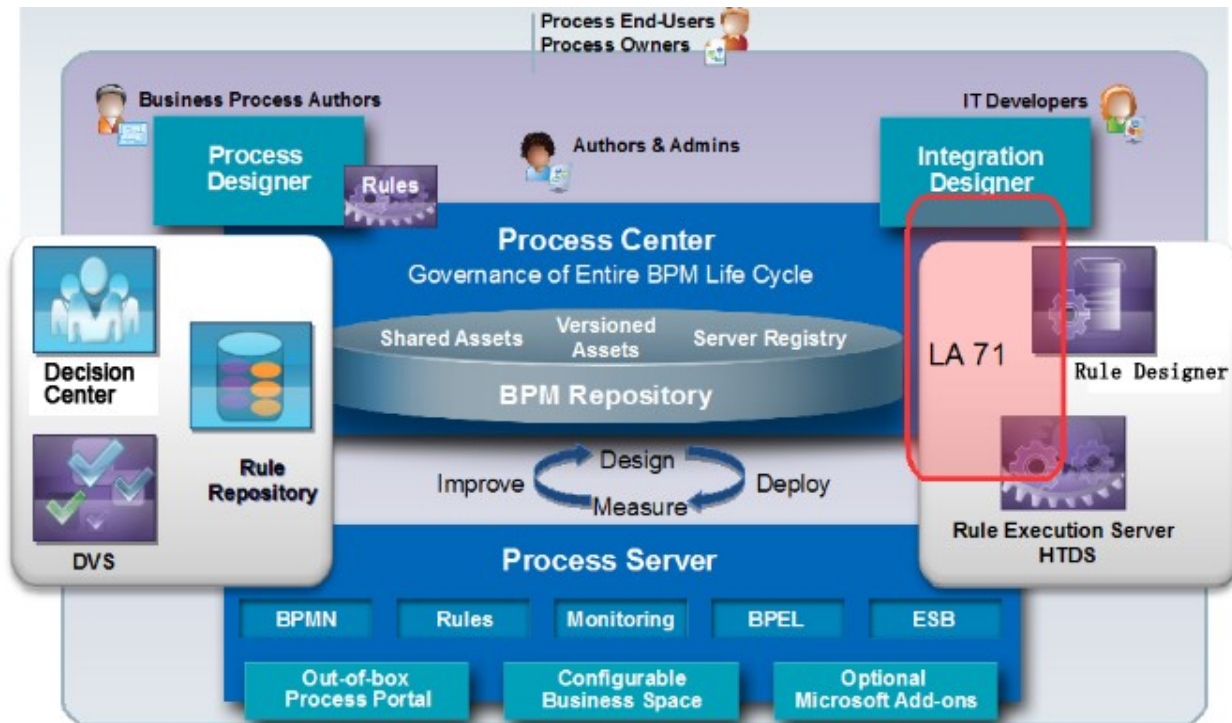 Process End-Users
Process Owners
Business Process Authors
IT Developers
Authors & Admins
Process
Designer
Rules
Integration
Designer
Process Center
Governance of Entire BPM Life Cycle
Shared Assets
Versioned
Assets
Server Registry
BPM Repository
Decision
Center
Rule
Repository
DVS
LA 71
Rule Designer
Rule Execution Server
HTDS
Improve
Design
Measure
Deploy
Process Server
BPMN
Rules
Monitoring
BPEL
ESB
Out-of-box
Process Portal
Configurable
Business Space
Optional
Microsoft Add-ons